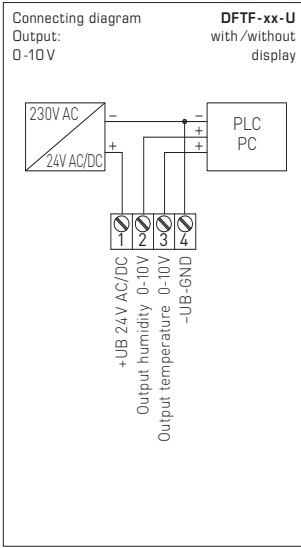 Connecting diagram
Output:
0-10 V
DFTF-xx-U
with/without
display
230V AC
24V AC/DC
–
+
–
+
+
PLC
PC
1
2
3
4
+UB 24V AC/DC
Output humidity 0-10V
Output temperature 0-10V
–UB-GND